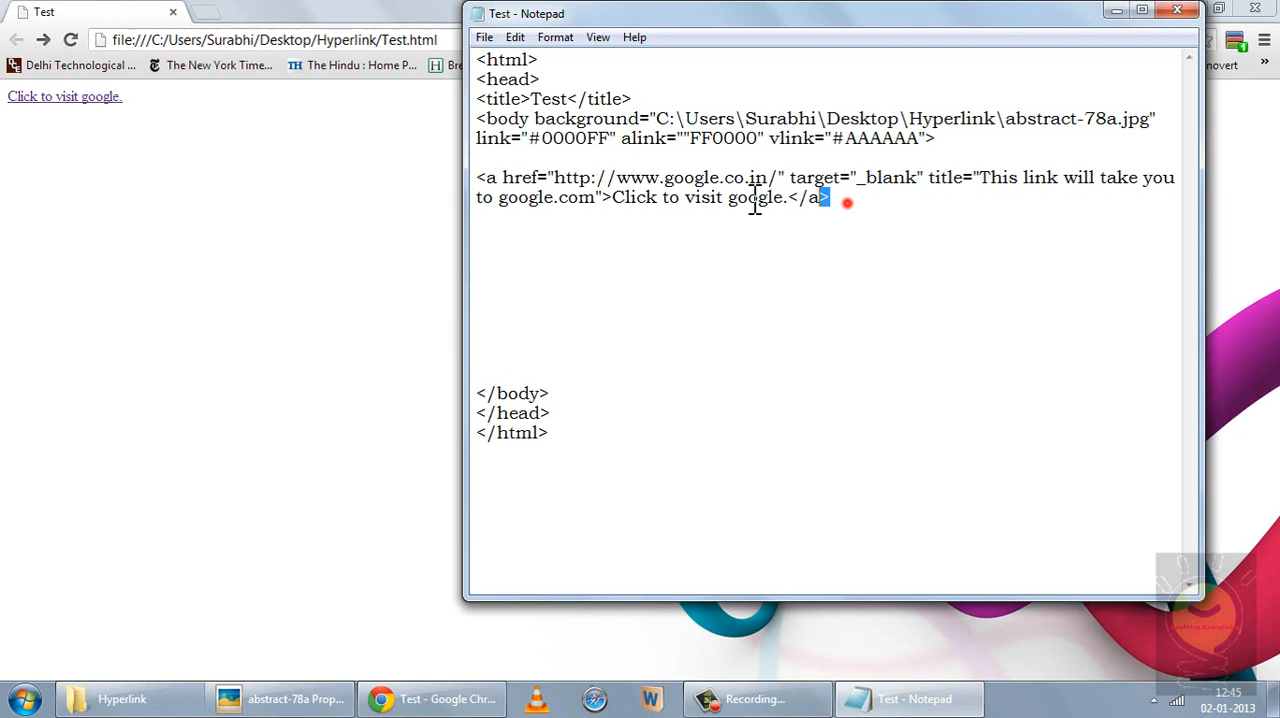 Test
Test - Notepad
file:///C:/Users/Surabhi/Desktop/Hyperlink/Test.html
File Edit Format View Help
Delhi Technological ... The New York Time... TH The Hindu : Home P... H Bre
novert »
Click to visit google.
<html>
<head>
<title>Test</title>
<body background="C:\Users\Surabhi\Desktop\Hyperlink\abstract-78a.jpg"
link="#0000FF" alink=""FF0000" vlink="#AAAAAA">
<a href="http://www.google.co.in/" target="_blank" title="This link will take you
to google.com">Click to visit google.</a>
</body>
</head>
</html>
Hyperlink
abstract-78a Prop...
Test - Google Chr...
Recording...
Test - Notepad
12:45
02-01-2013